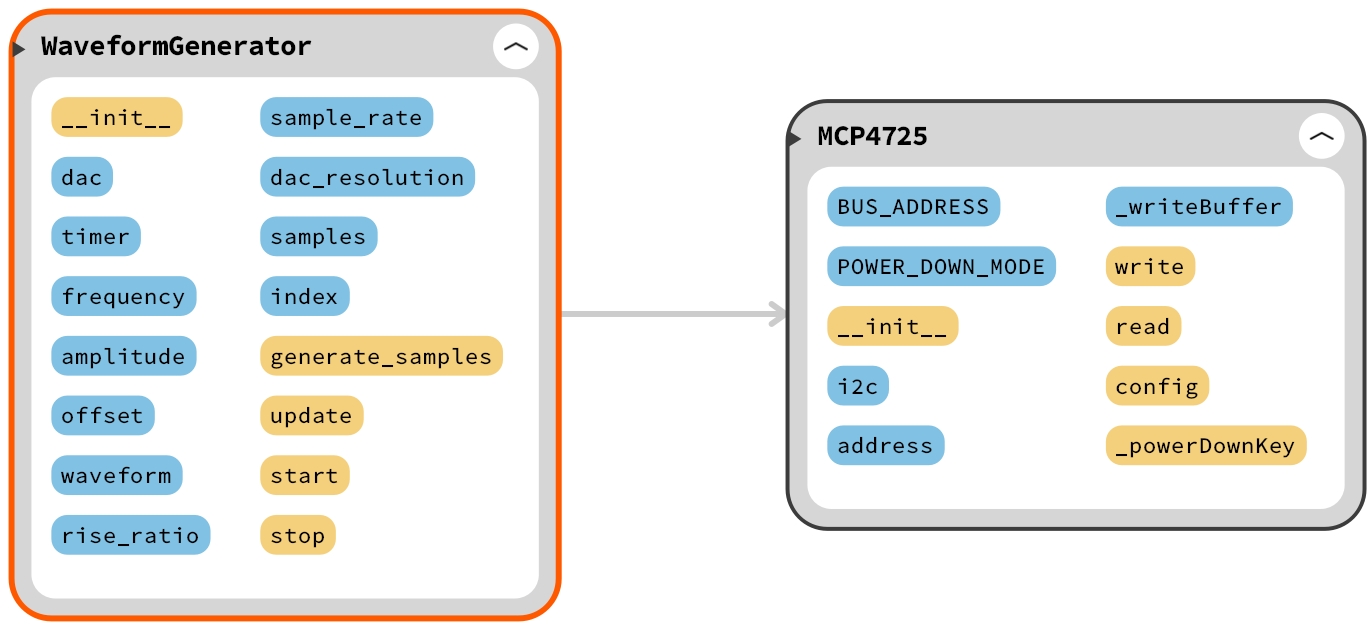 WaveformGenerator
__init__
dac
timer
frequency
amplitude
offset
waveform
rise_ratio
sample_rate
dac_resolution
samples
index
generate_samples
update
start
stop
MCP4725
BUS_ADDRESS
POWER_DOWN_MODE
__init__
i2c
address
_writeBuffer
write
read
config
_powerDownKey